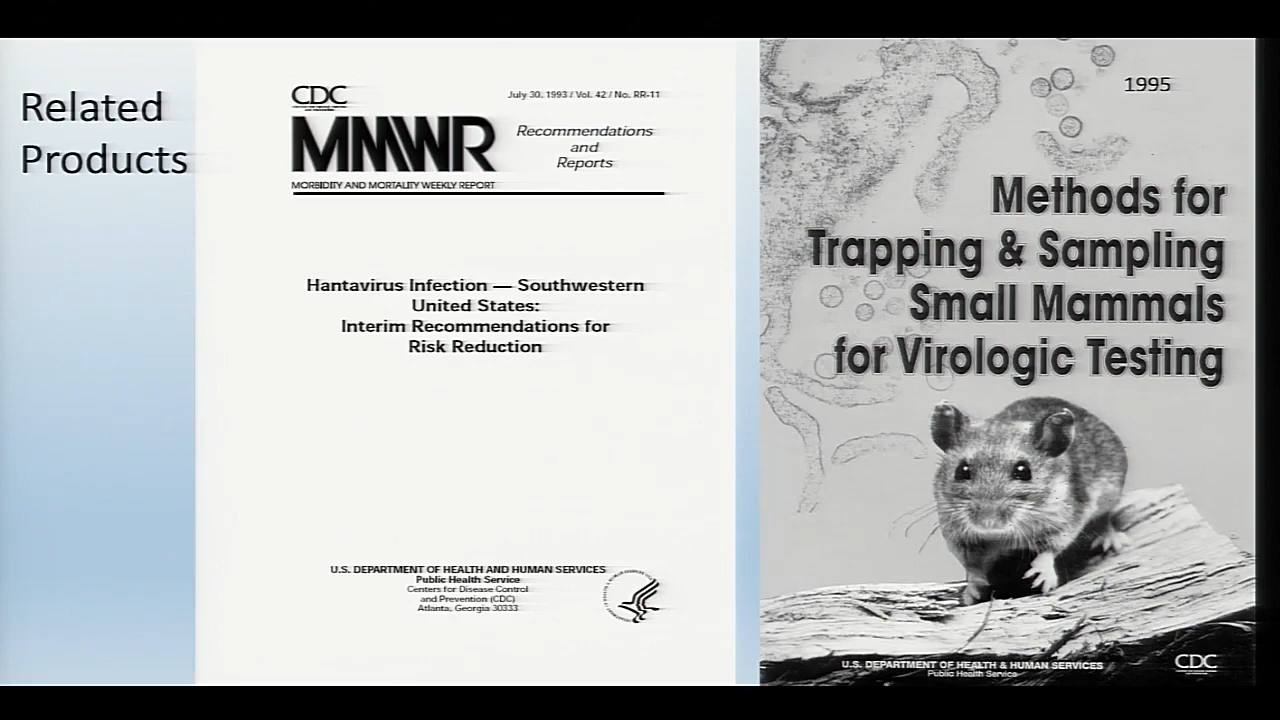 Related
Products
CDC
July 30, 1993 / Vol. 42 / No. RR-11
MMWR
Recommendations
and
Reports
MORBIDITY AND MORTALITY WEEKLY REPORT
Hantavirus Infection — Southwestern
United States:
Interim Recommendations for
Risk Reduction
U.S. DEPARTMENT OF HEALTH AND HUMAN SERVICES
Public Health Service
Centers for Disease Control
and Prevention (CDC)
Atlanta, Georgia 30333
1995
Methods for
Trapping & Sampling
Small Mammals
for Virologic Testing
U.S. DEPARTMENT OF HEALTH & HUMAN SERVICES
Public Health Service
CDC